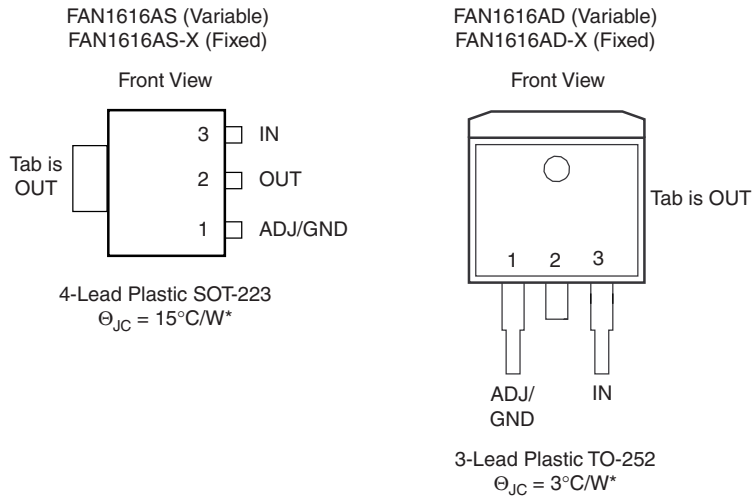 FAN1616AS (Variable)
FAN1616AS-X (Fixed)
Front View
Tab is
OUT
3 IN
2 OUT
1 ADJ/GND
4-Lead Plastic SOT-223
Θ_JC = 15°C/W*
FAN1616AD (Variable)
FAN1616AD-X (Fixed)
Front View
Tab is OUT
1 2 3
ADJ/
GND
IN
3-Lead Plastic TO-252
Θ_JC = 3°C/W*